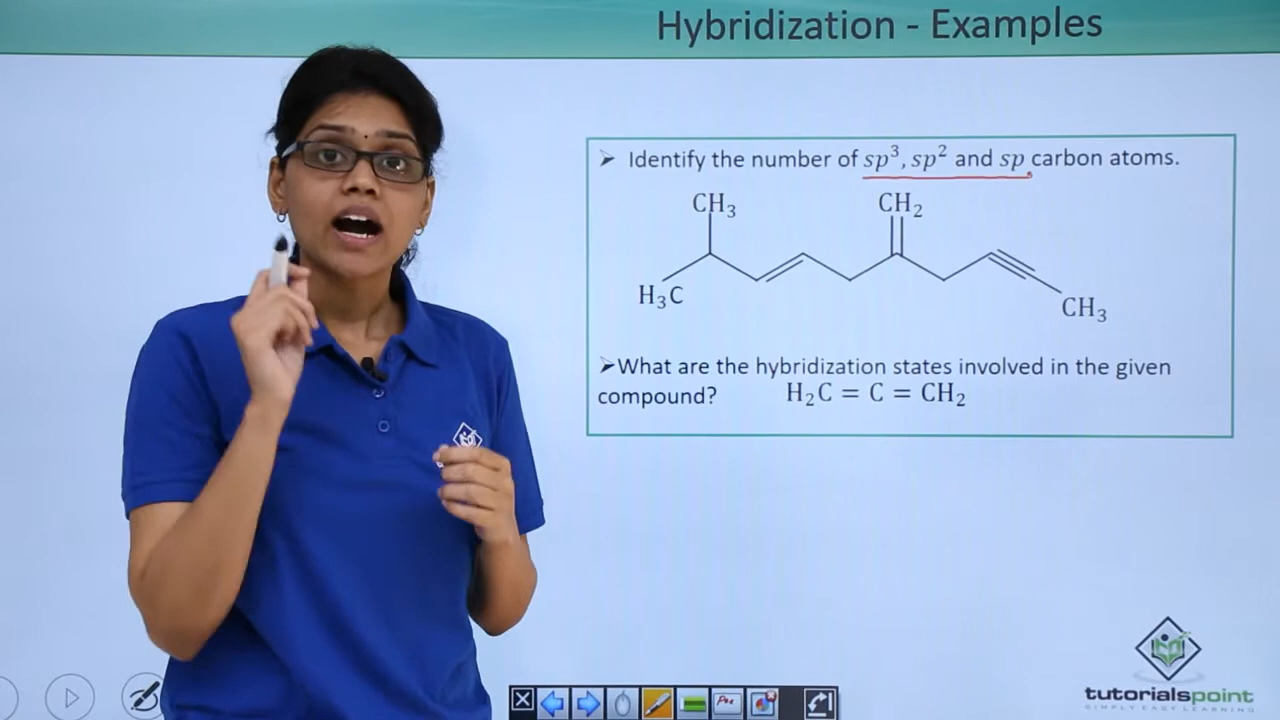 Hybridization - Examples
➤ Identify the number of sp³, sp² and sp carbon atoms.
CH₃ CH₂
H₃C
CH₃
➤What are the hybridization states involved in the given
compound? H₂C = C = CH₂
tutorialspoint
SIMPLY EASY LEARNING